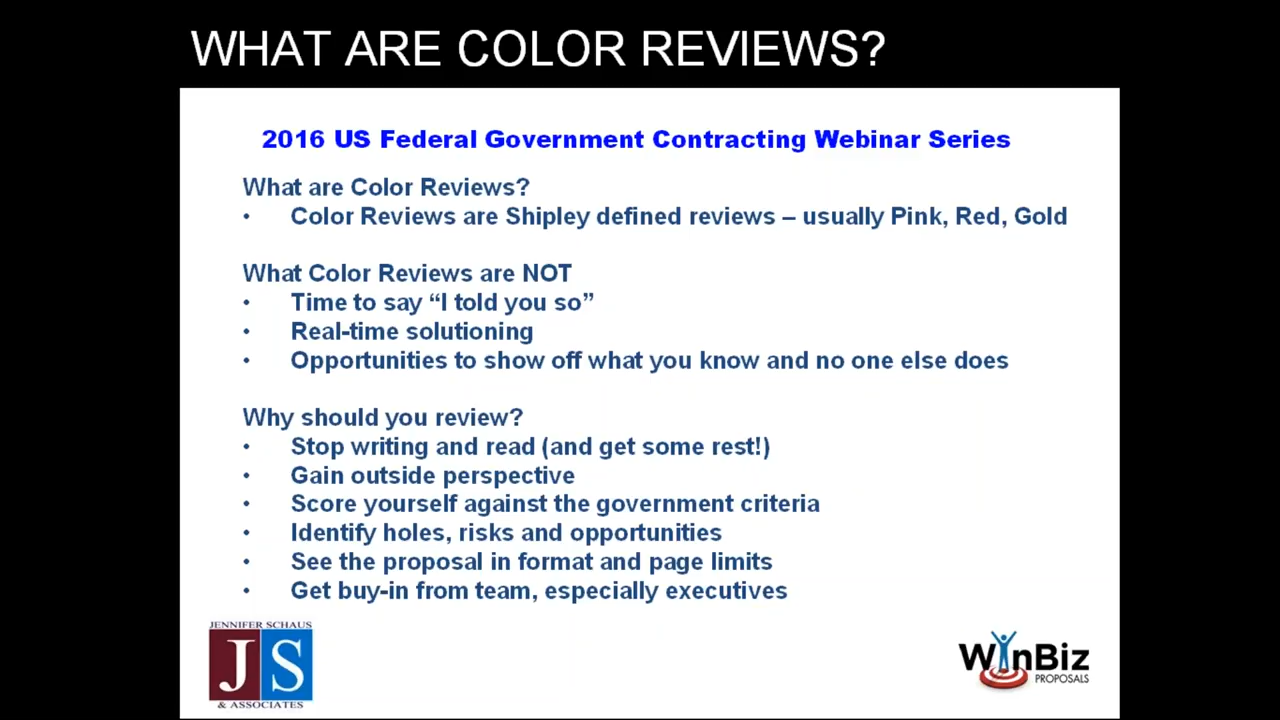 WHAT ARE COLOR REVIEWS?
2016 US Federal Government Contracting Webinar Series
What are Color Reviews?
• Color Reviews are Shipley defined reviews – usually Pink, Red, Gold
What Color Reviews are NOT
• Time to say “I told you so”
• Real-time solutioning
• Opportunities to show off what you know and no one else does
Why should you review?
• Stop writing and read (and get some rest!)
• Gain outside perspective
• Score yourself against the government criteria
• Identify holes, risks and opportunities
• See the proposal in format and page limits
• Get buy-in from team, especially executives
JENNIFER SCHAUS
J S
& ASSOCIATES
WinBiz
PROPOSALS